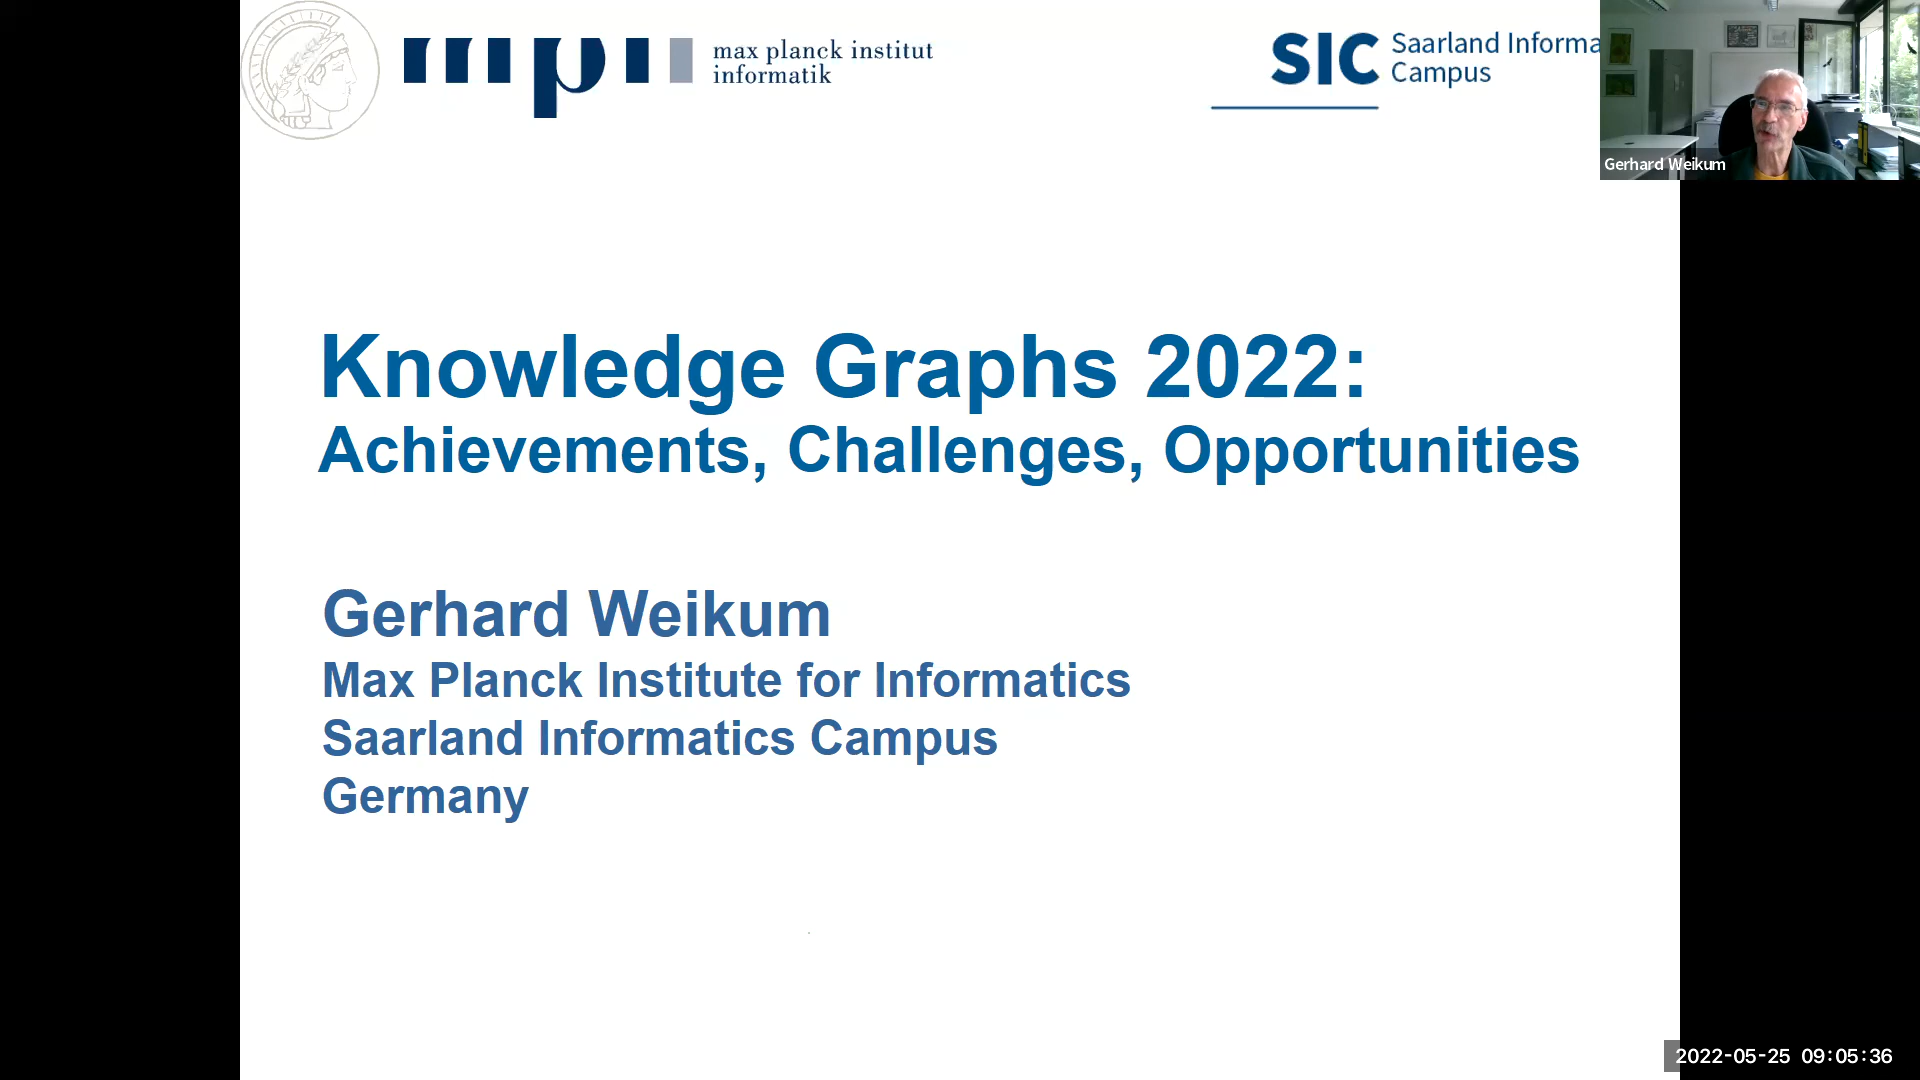 max planck institut
informatik
SIC Saarland Informa
Campus
Gerhard Weikum
Knowledge Graphs 2022:
Achievements, Challenges, Opportunities
Gerhard Weikum
Max Planck Institute for Informatics
Saarland Informatics Campus
Germany
2022-05-25 09:05:36